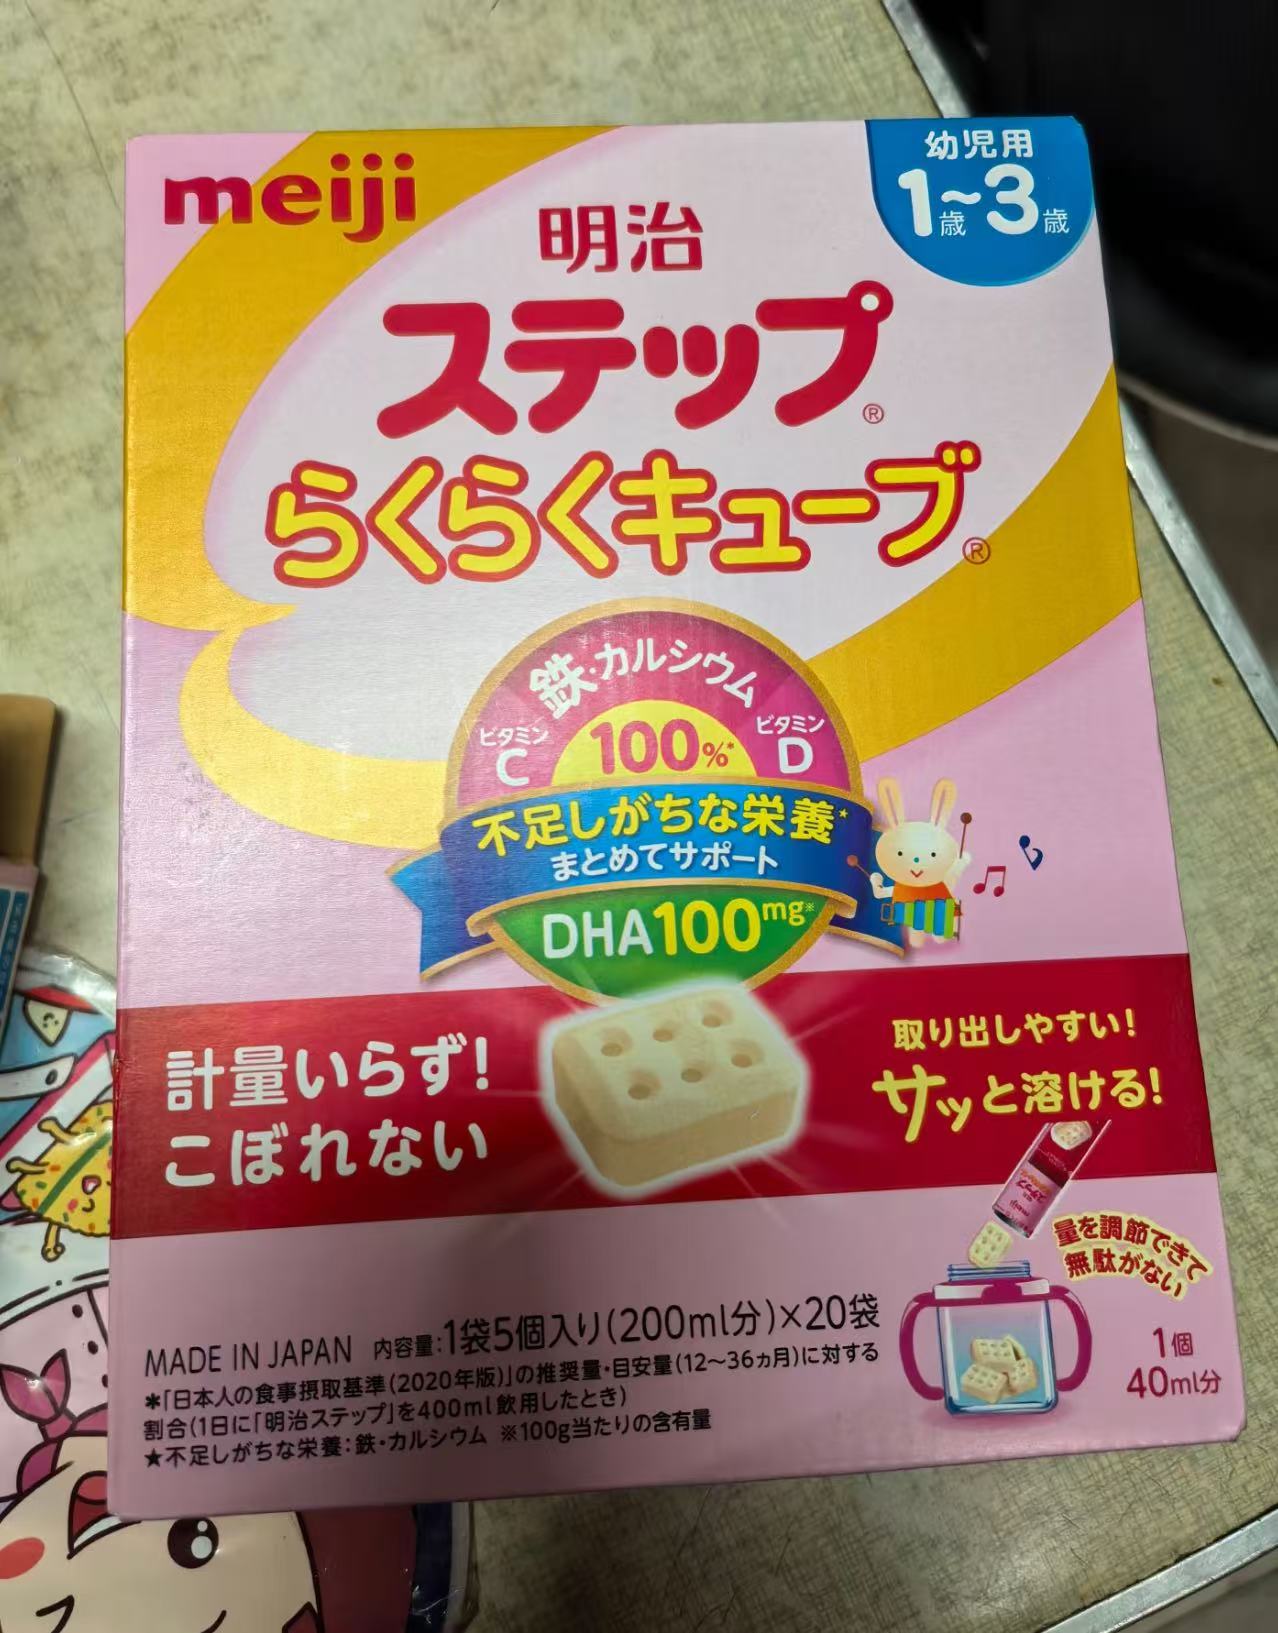 meiji
幼児用
1歳~3歳
明治
ステップ®
らくらくキューブ®
鉄・カルシウム
ビタミンC
100%*
ビタミンD
不足しがちな栄養★
まとめてサポート
DHA100mg※
計量いらず!
こぼれない
取り出しやすい!
サッと溶ける!
量を調節できて
無駄がない
MADE IN JAPAN 内容量:1袋5個入り(200ml分)×20袋
*「日本人の食事摂取基準(2020年版)」の推奨量・目安量(12〜36ヵ月)に対する
割合(1日に「明治ステップ」を400ml飲用したとき)
★不足しがちな栄養:鉄・カルシウム ※100g当たりの含有量
1個
40ml分